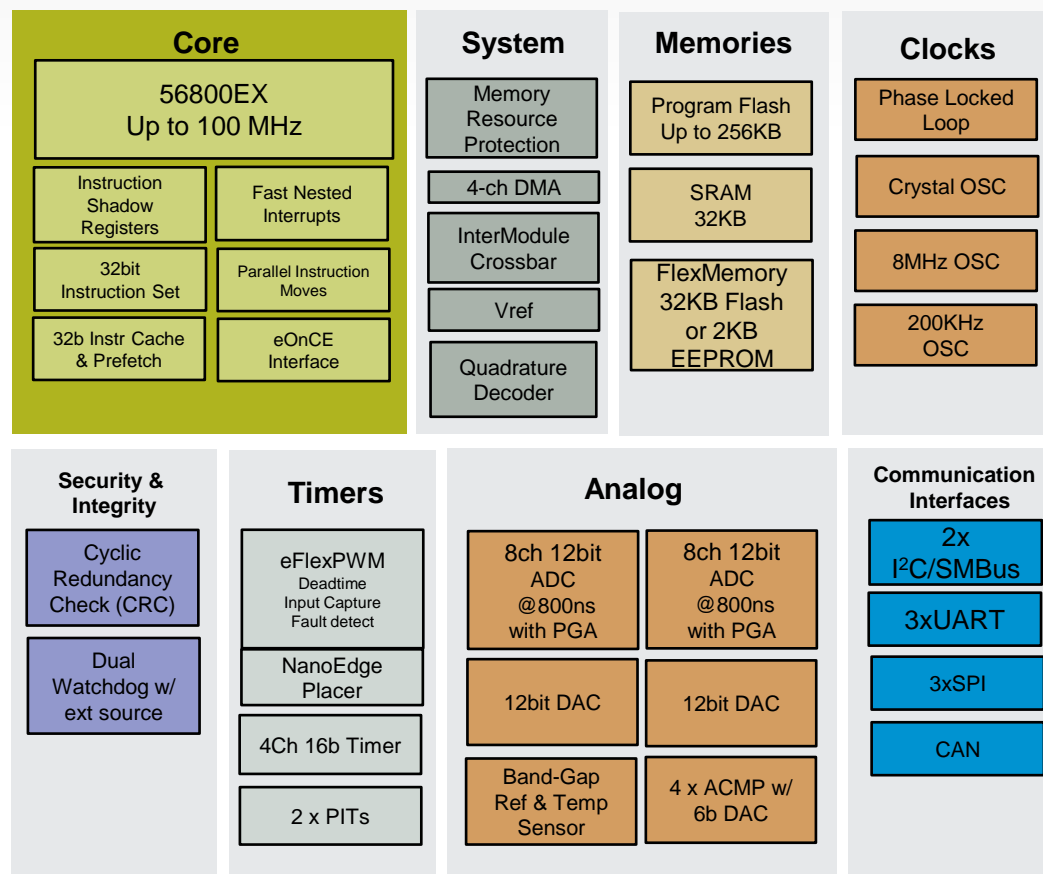 Core
56800EX
Up to 100 MHz
Instruction
Shadow
Registers
Fast Nested
Interrupts
32bit
Instruction Set
Parallel Instruction
Moves
32b Instr Cache
& Prefetch
eOnCE
Interface
System
Memory
Resource
Protection
4-ch DMA
InterModule
Crossbar
Vref
Quadrature
Decoder
Memories
Program Flash
Up to 256KB
SRAM
32KB
FlexMemory
32KB Flash
or 2KB
EEPROM
Clocks
Phase Locked
Loop
Crystal OSC
8MHz OSC
200KHz
OSC
Security &
Integrity
Cyclic
Redundancy
Check (CRC)
Dual
Watchdog w/
ext source
Timers
eFlexPWM
Deadtime
Input Capture
Fault detect
NanoEdge
Placer
4Ch 16b Timer
2 x PITs
Analog
8ch 12bit
ADC
@800ns
with PGA
8ch 12bit
ADC
@800ns
with PGA
12bit DAC
12bit DAC
Band-Gap
Ref & Temp
Sensor
4 x ACMP w/
6b DAC
Communication
Interfaces
2x
I²C/SMBus
3xUART
3xSPI
CAN